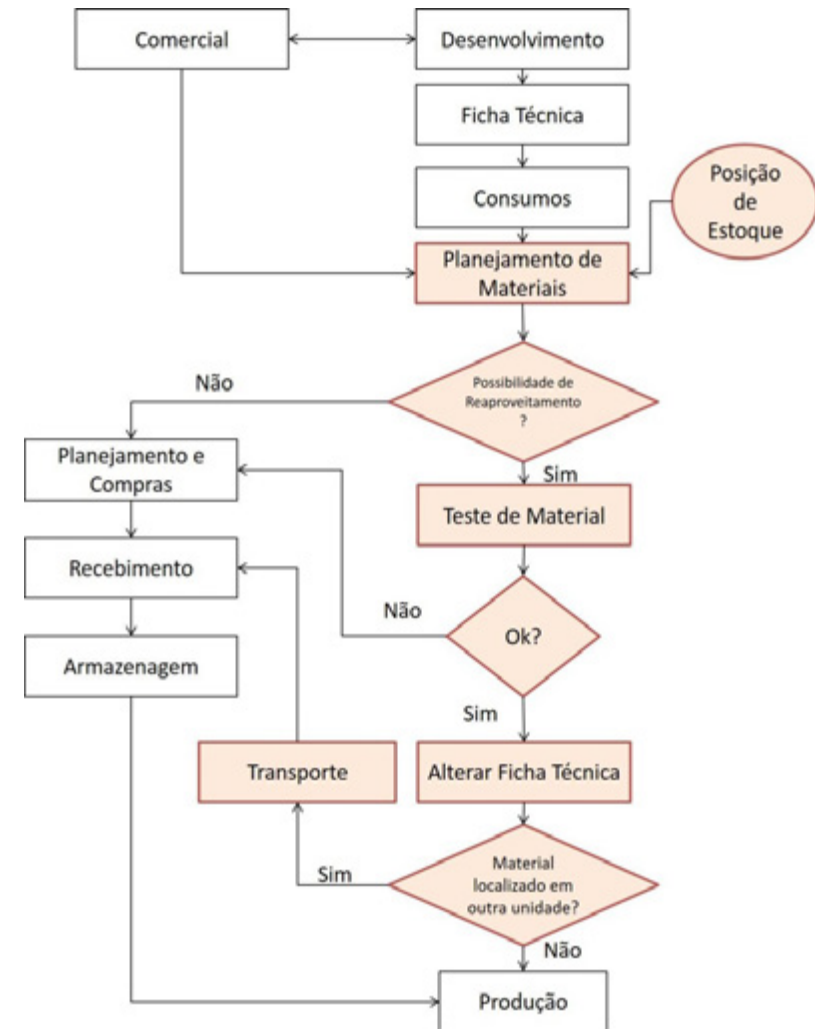 Comercial
Desenvolvimento
Ficha Técnica
Consumos
Posição
de
Estoque
Planejamento de
Materiais
Possibilidade de
Reaproveitamento
?
Não
Sim
Planejamento e
Compras
Teste de Material
Recebimento
Não
Ok?
Armazenagem
Sim
Transporte
Alterar Ficha Técnica
Sim
Material
localizado em
outra unidade?
Não
Produção